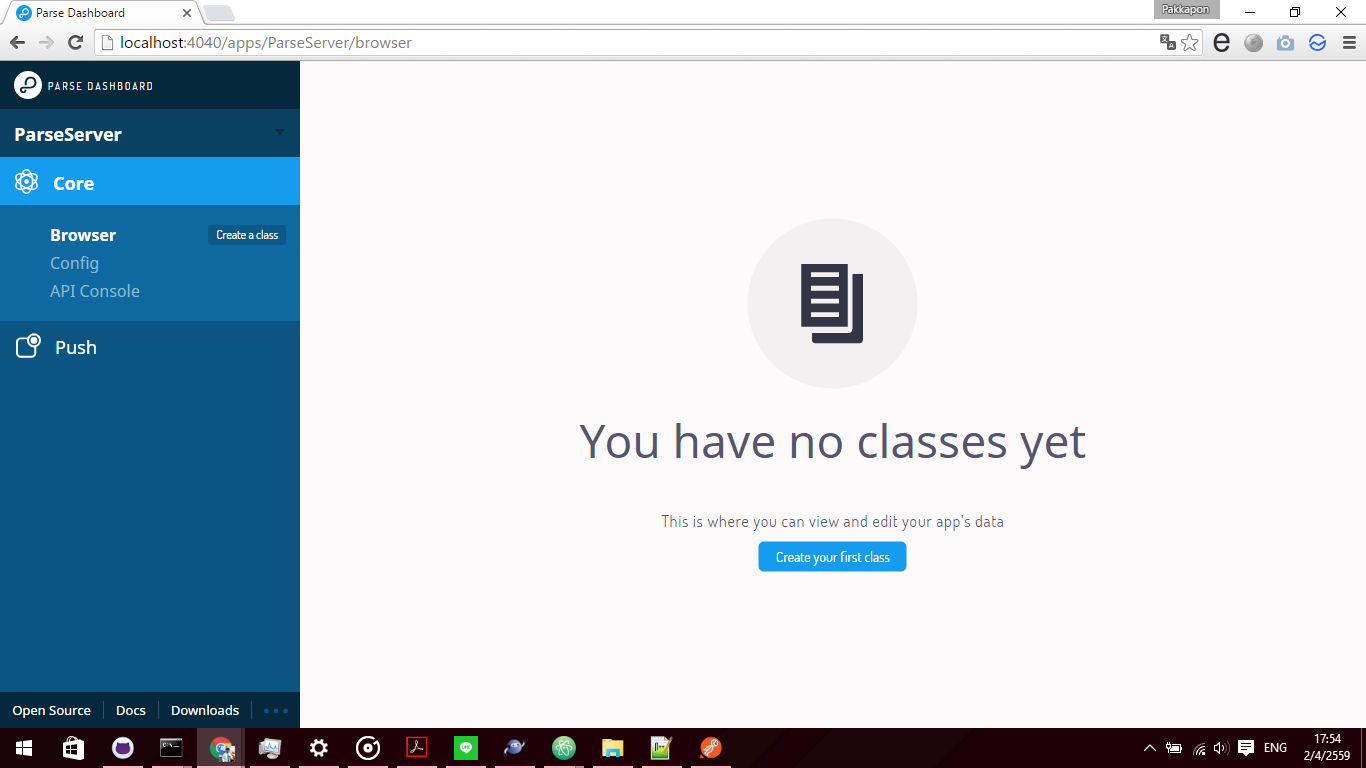 Parse Dashboard
Pakkapon
localhost:4040/apps/ParseServer/browser
PARSE DASHBOARD
ParseServer
Core
Browser
Create a class
Config
API Console
Push
You have no classes yet
This is where you can view and edit your app's data
Create your first class
Open Source
Docs
Downloads
ENG
17:54
2/4/2559